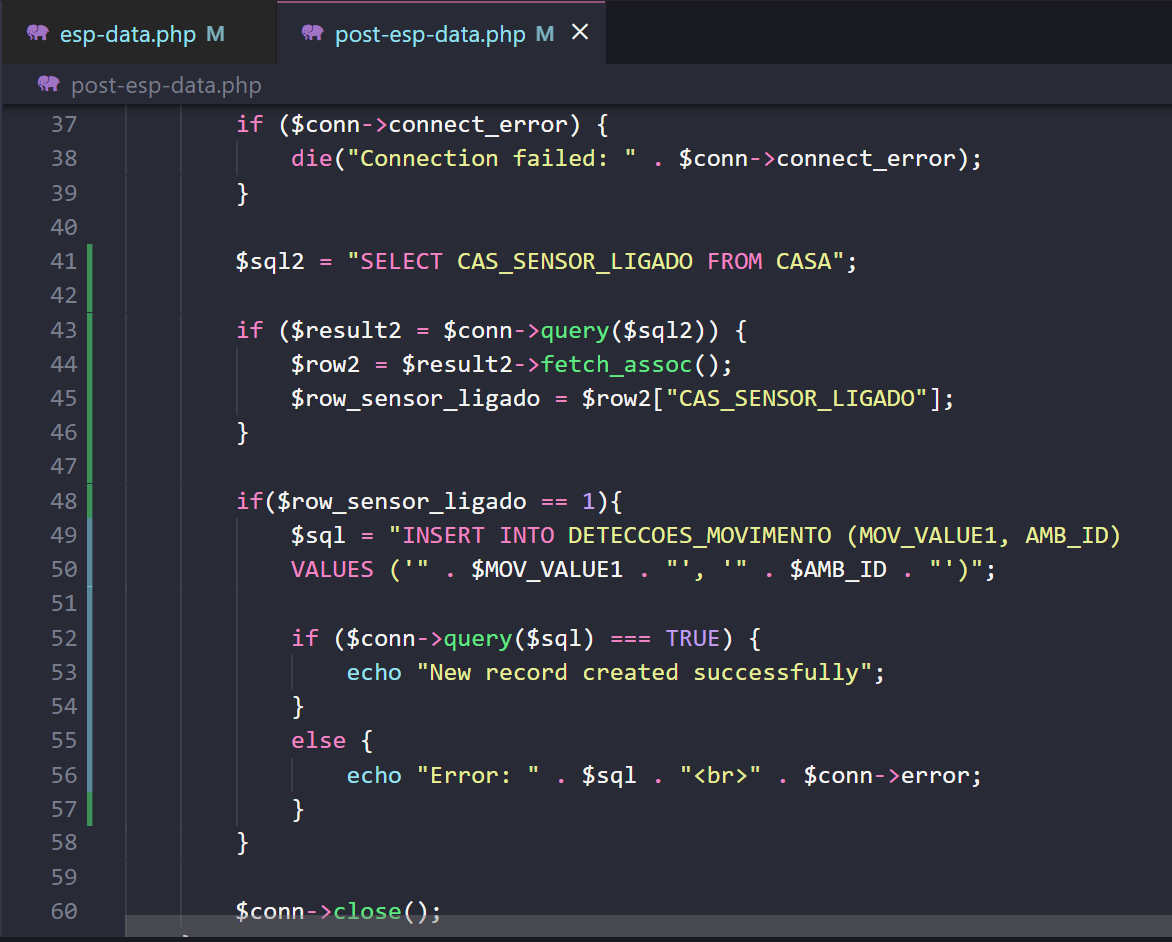 esp-data.php M post-esp-data.php M
post-esp-data.php
37 if ($conn->connect_error) {
38 die("Connection failed: " . $conn->connect_error);
39 }
40
41 $sql2 = "SELECT CAS_SENSOR_LIGADO FROM CASA";
42
43 if ($result2 = $conn->query($sql2)) {
44 $row2 = $result2->fetch_assoc();
45 $row_sensor_ligado = $row2["CAS_SENSOR_LIGADO"];
46 }
47
48 if($row_sensor_ligado == 1){
49 $sql = "INSERT INTO DETECCOES_MOVIMENTO (MOV_VALUE1, AMB_ID)
50 VALUES ('" . $MOV_VALUE1 . "', '" . $AMB_ID . "')";
51
52 if ($conn->query($sql) === TRUE) {
53 echo "New record created successfully";
54 }
55 else {
56 echo "Error: " . $sql . "<br>" . $conn->error;
57 }
58 }
59
60 $conn->close();